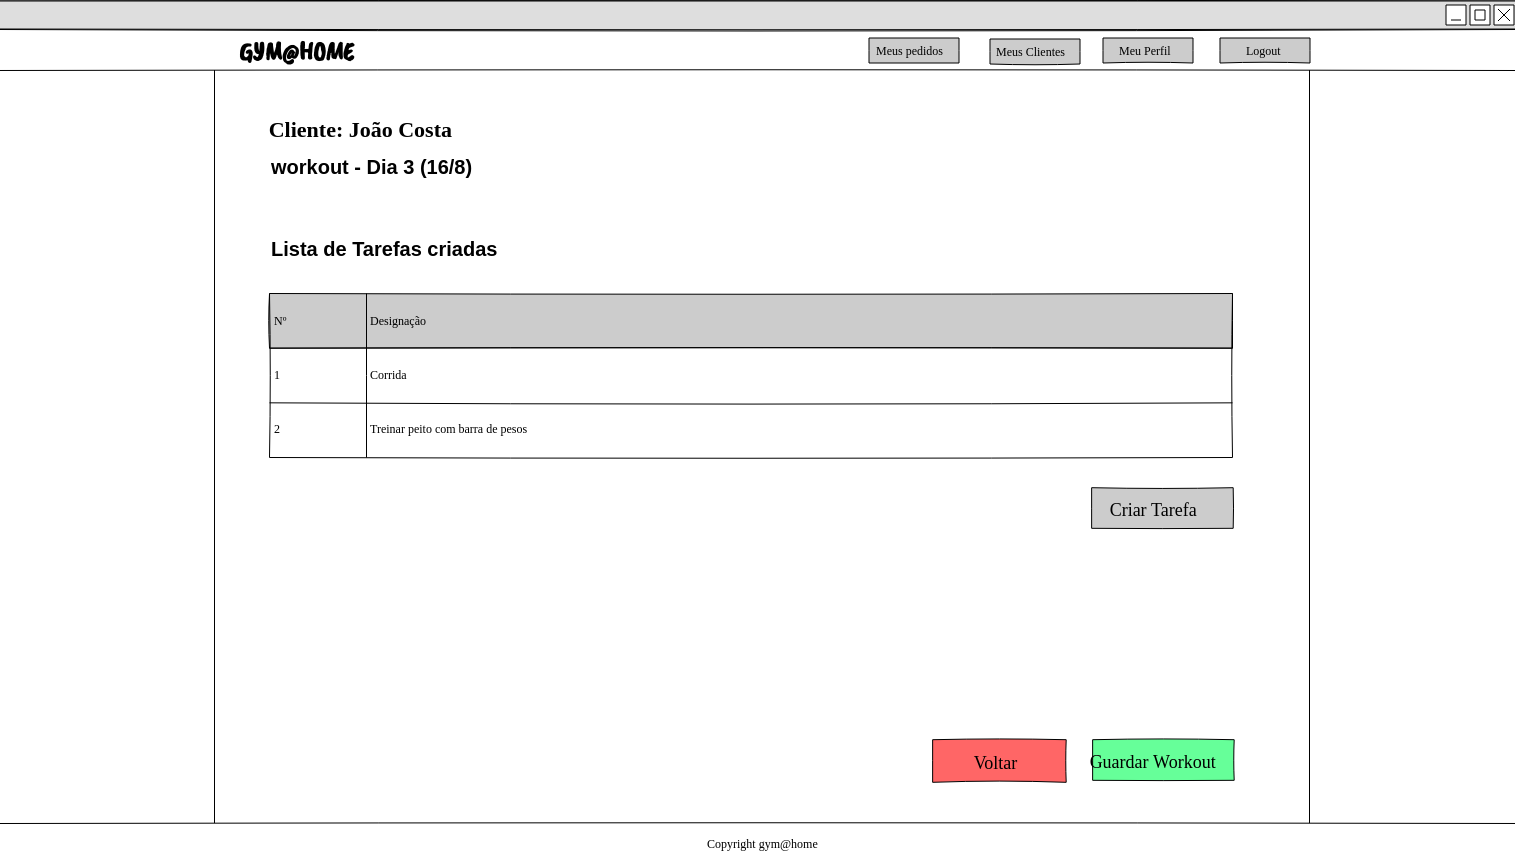 GYM@HOME
Meus pedidos
Meus Clientes
Meu Perfil
Logout
Cliente: João Costa
workout - Dia 3 (16/8)
Lista de Tarefas criadas
Nº Designação
1 Corrida
2 Treinar peito com barra de pesos
Criar Tarefa
Voltar
Guardar Workout
Copyright gym@home